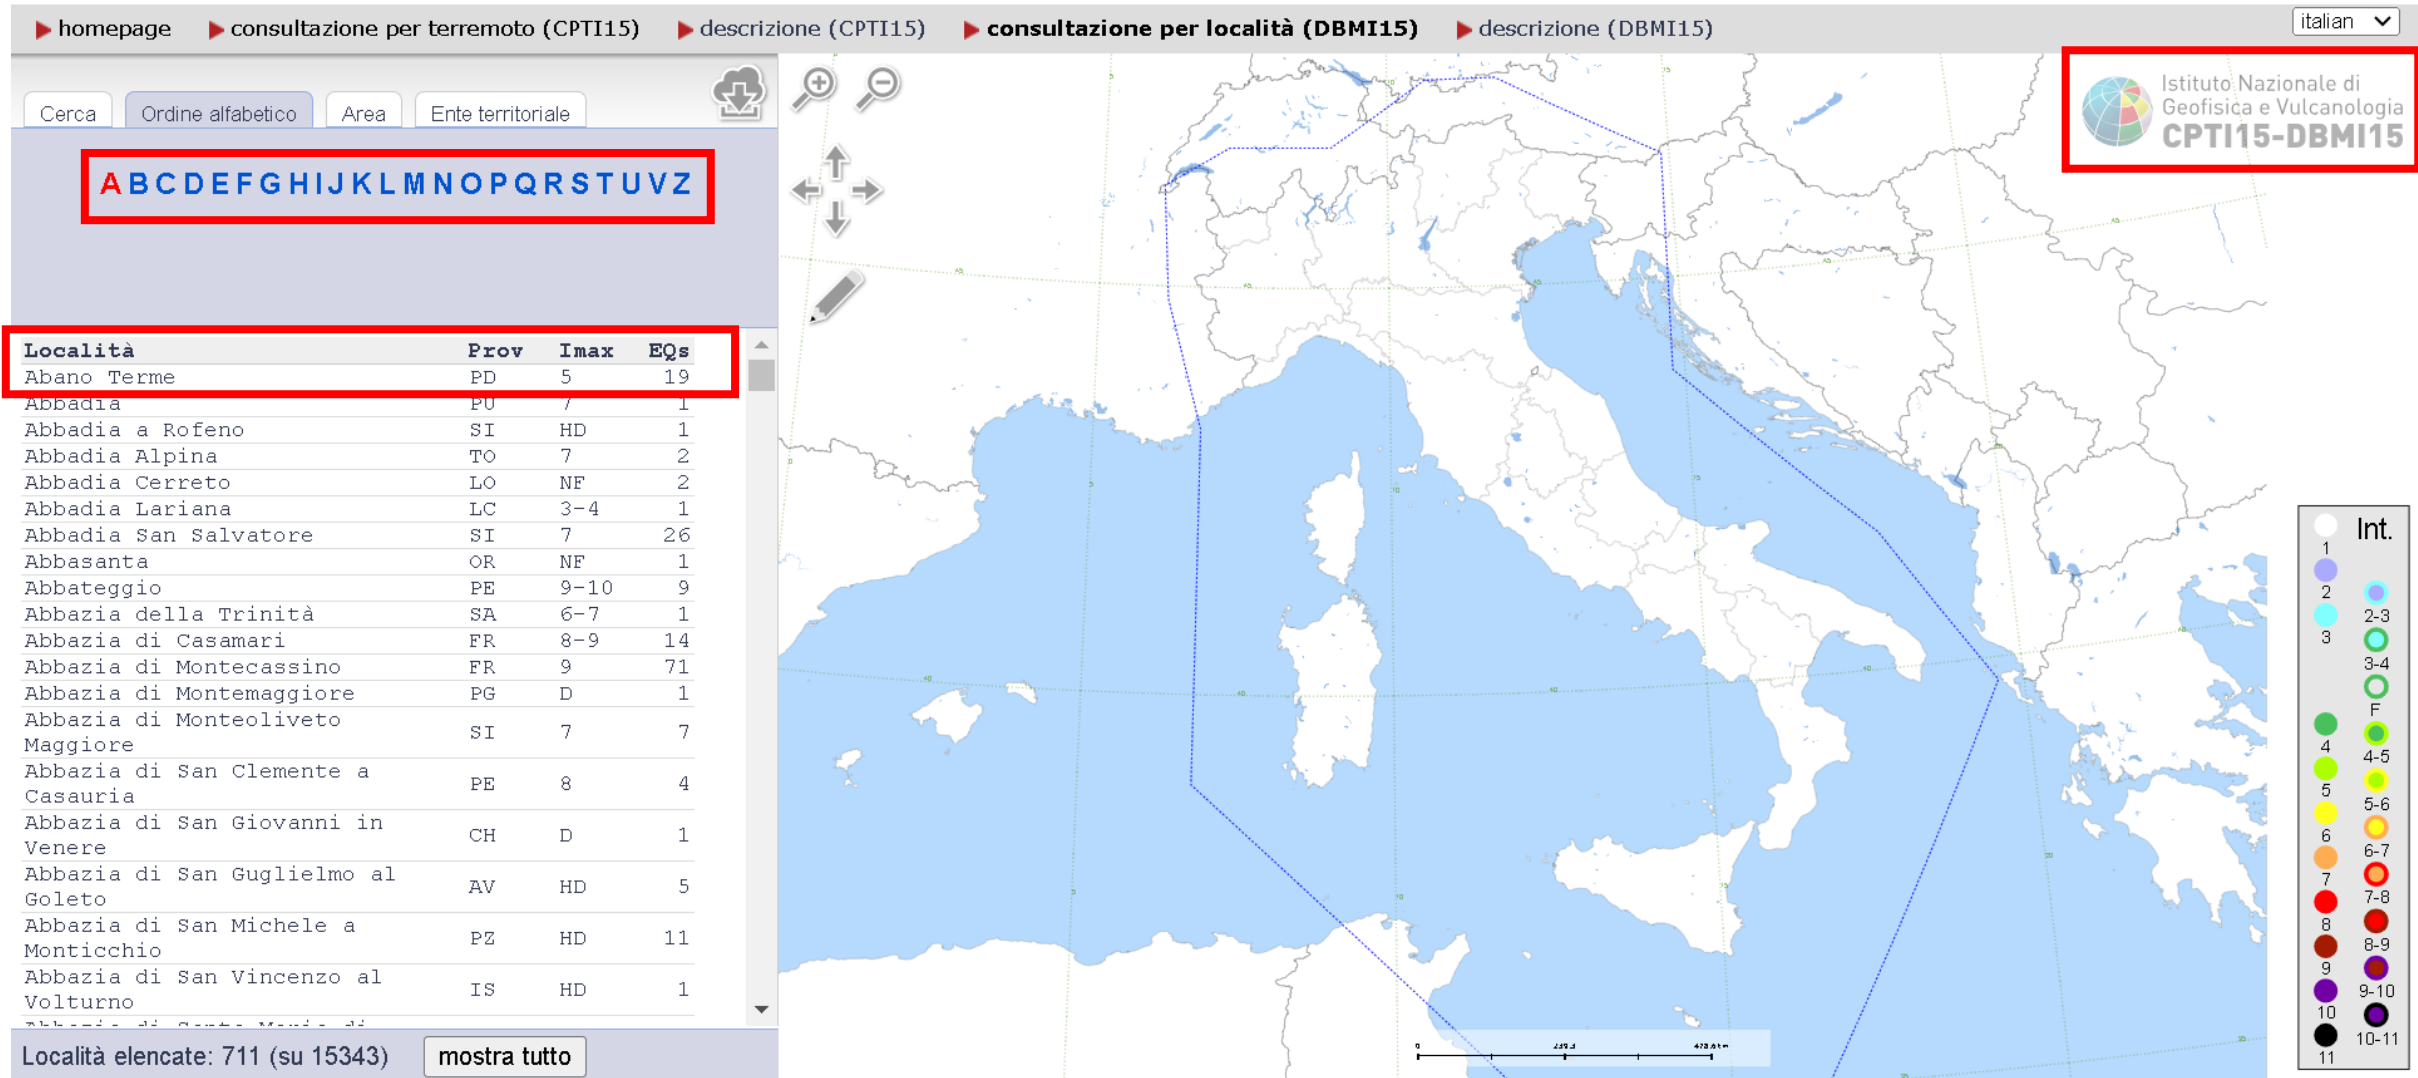 homepage consultazione per terremoto (CPTI15) descrizione (CPTI15) consultazione per località (DBMI15) descrizione (DBMI15) italian
Cerca Ordine alfabetico Area Ente territoriale
A B C D E F G H I J K L M N O P Q R S T U V Z
Località Prov Imax EQs
Abano Terme PD 5 19
Abbadia PU 7 1
Abbadia a Rofeno SI HD 1
Abbadia Alpina TO 7 2
Abbadia Cerreto LO NF 2
Abbadia Lariana LC 3-4 1
Abbadia San Salvatore SI 7 26
Abbasanta OR NF 1
Abbateggio PE 9-10 9
Abbazia della Trinità SA 6-7 1
Abbazia di Casamari FR 8-9 14
Abbazia di Montecassino FR 9 71
Abbazia di Montemaggiore PG D 1
Abbazia di Monteoliveto
Maggiore SI 7 7
Abbazia di San Clemente a
Casauria PE 8 4
Abbazia di San Giovanni in
Venere CH D 1
Abbazia di San Guglielmo al
Goleto AV HD 5
Abbazia di San Michele a
Monticchio PZ HD 11
Abbazia di San Vincenzo al
Volturno IS HD 1
Località elencate: 711 (su 15343) mostra tutto
Istituto Nazionale di
Geofisica e Vulcanologia
CPTI15-DBMI15
Int.
1
2
2-3
3
3-4
F
4
4-5
5
5-6
6
6-7
7
7-8
8
8-9
9
9-10
10
10-11
11